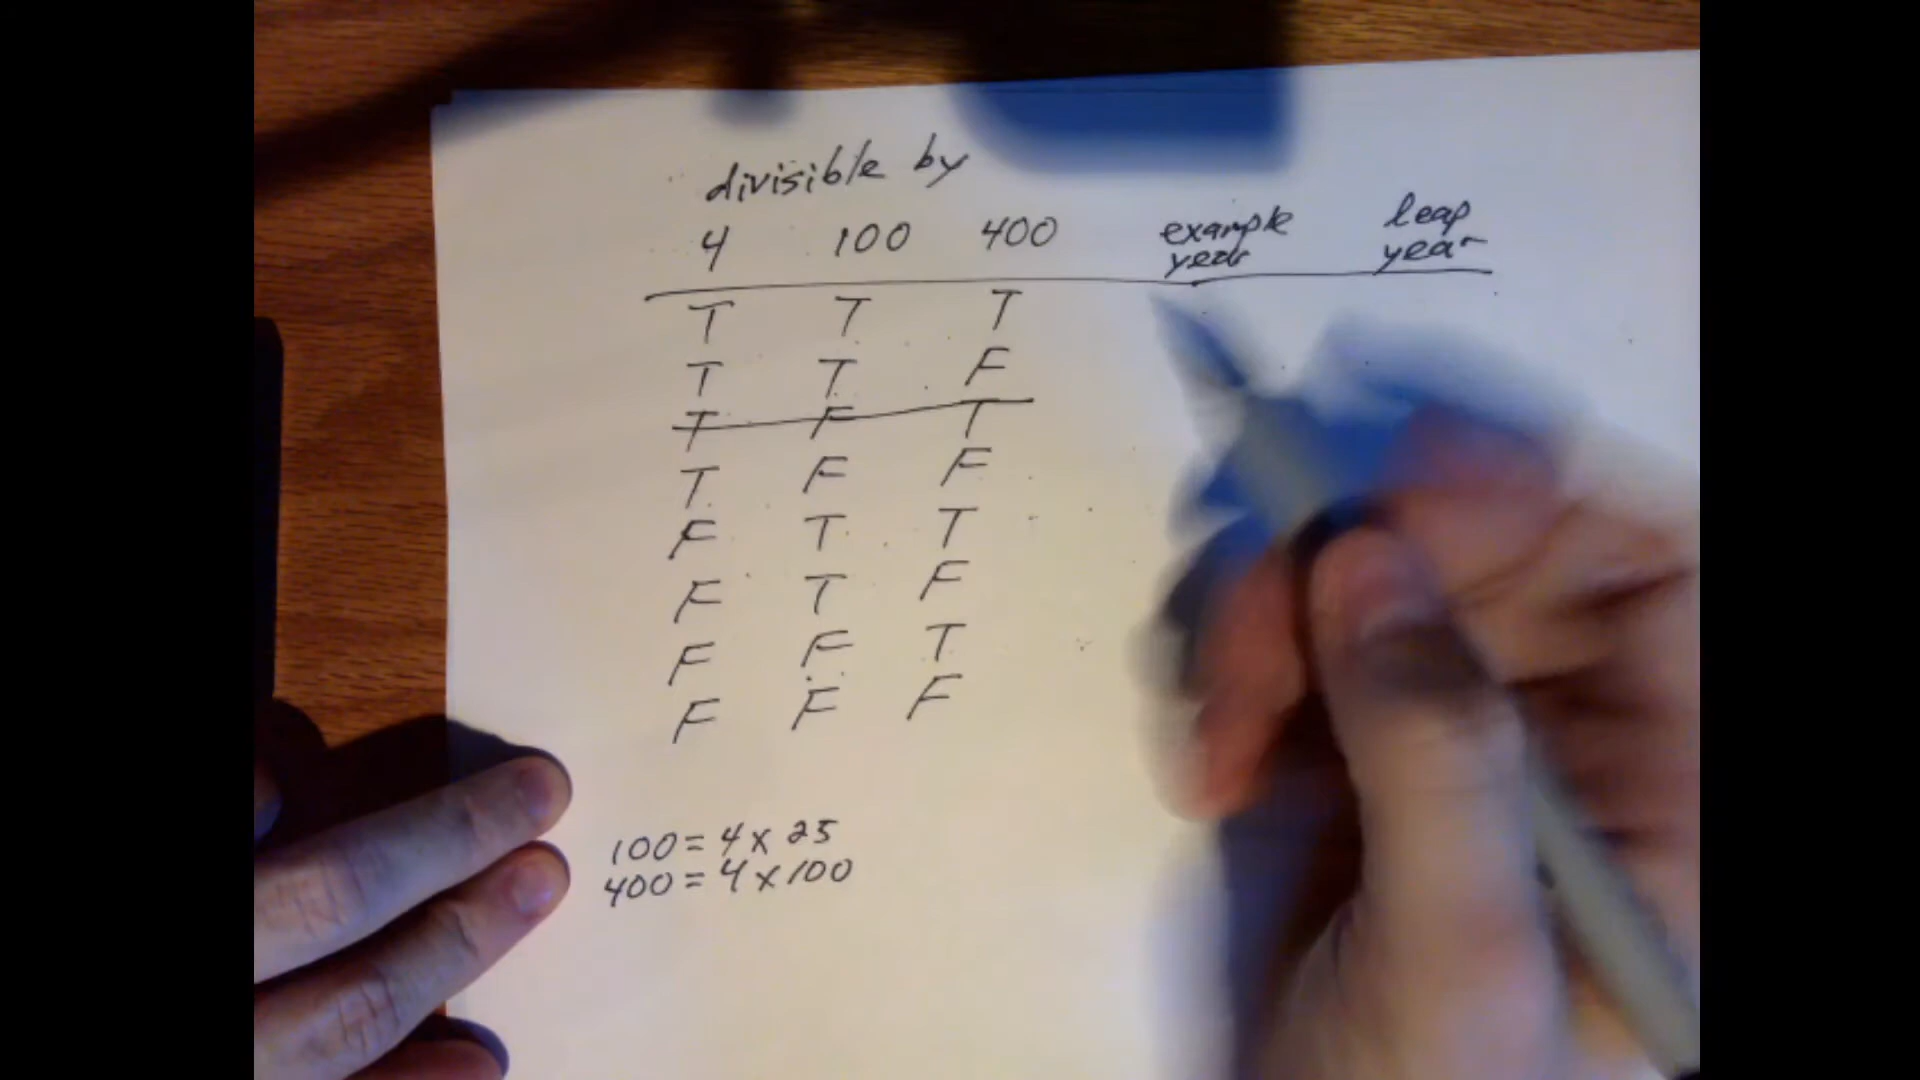 divisible by
4 100 400 example year leap year
T T T
T T F
T F T
T F F
F T T
F T F
F F T
F F F
100 = 4 x 25
400 = 4 x 100